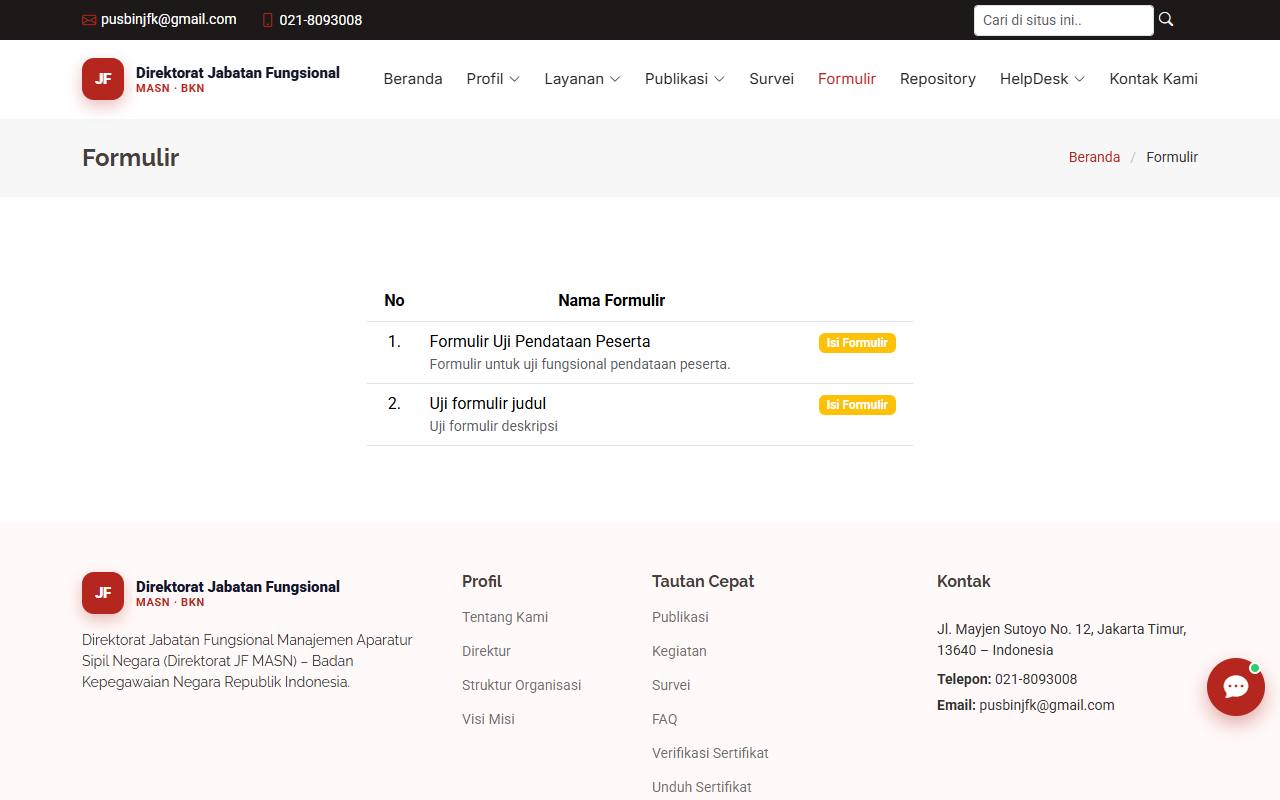 pusbinjfk@gmail.com
021-8093008
Cari di situs ini..
JF
Direktorat Jabatan Fungsional
MASN · BKN
Beranda
Profil
Layanan
Publikasi
Survei
Formulir
Repository
HelpDesk
Kontak Kami
Formulir
Beranda / Formulir
No Nama Formulir
1. Formulir Uji Pendataan Peserta Isi Formulir
Formulir untuk uji fungsional pendataan peserta.
2. Uji formulir judul Isi Formulir
Uji formulir deskripsi
JF
Direktorat Jabatan Fungsional
MASN · BKN
Direktorat Jabatan Fungsional Manajemen Aparatur
Sipil Negara (Direktorat JF MASN) – Badan
Kepegawaian Negara Republik Indonesia.
Profil
Tentang Kami
Direktur
Struktur Organisasi
Visi Misi
Tautan Cepat
Publikasi
Kegiatan
Survei
FAQ
Verifikasi Sertifikat
Unduh Sertifikat
Kontak
Jl. Mayjen Sutoyo No. 12, Jakarta Timur,
13640 – Indonesia
Telepon: 021-8093008
Email: pusbinjfk@gmail.com